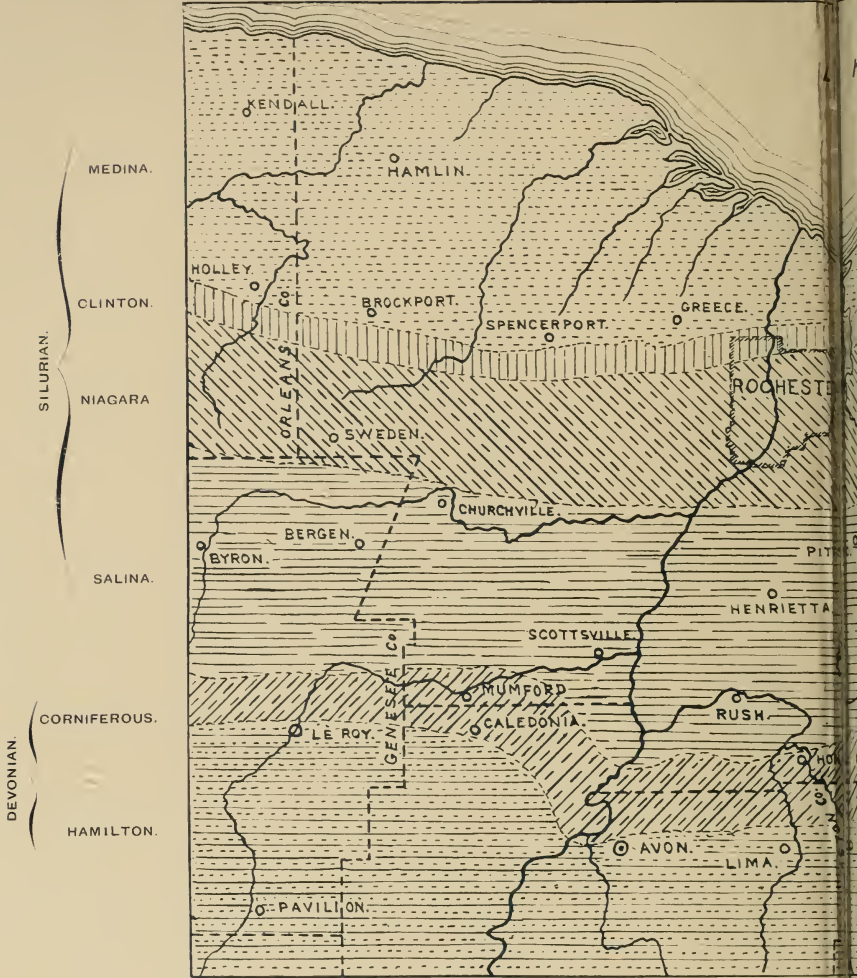 KENDALL.
MEDINA.
HAMLIN.
HOLLEY.
CLINTON.
BROCKPORT.
SPENCERPORT.
GREECE.
SILURIAN.
ORLEANS CO.
NIAGARA
ROCHESTE
SWEDEN.
CHURCHVILLE.
BERGEN.
BYRON.
SALINA.
HENRIETTA.
SCOTTSVILLE.
GENESEE CO.
MUMFORD
RUSH.
CORNIFEROUS.
LE ROY.
CALEDONIA.
DEVONIAN.
HAMILTON.
AVON.
LIMA.
PAVILION.